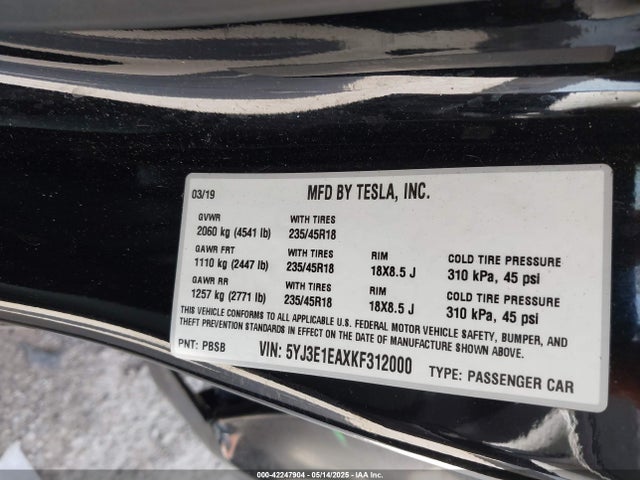 03/19 MFD BY TESLA, INC.
GVWR WITH TIRES
2060 kg (4541 lb) 235/45R18
GAWR FRT WITH TIRES RIM COLD TIRE PRESSURE
1110 kg (2447 lb) 235/45R18 18X8.5 J 310 kPa, 45 psi
GAWR RR WITH TIRES RIM COLD TIRE PRESSURE
1257 kg (2771 lb) 235/45R18 18X8.5 J 310 kPa, 45 psi
THIS VEHICLE CONFORMS TO ALL APPLICABLE U.S. FEDERAL MOTOR VEHICLE SAFETY, BUMPER, AND
THEFT PREVENTION STANDARDS IN EFFECT ON THE DATE OF MANUFACTURE SHOWN ABOVE.
PNT: PBSB VIN: 5YJ3E1EAXKF312000 TYPE: PASSENGER CAR
000-42247904 - 05/14/2025 - IAA Inc.